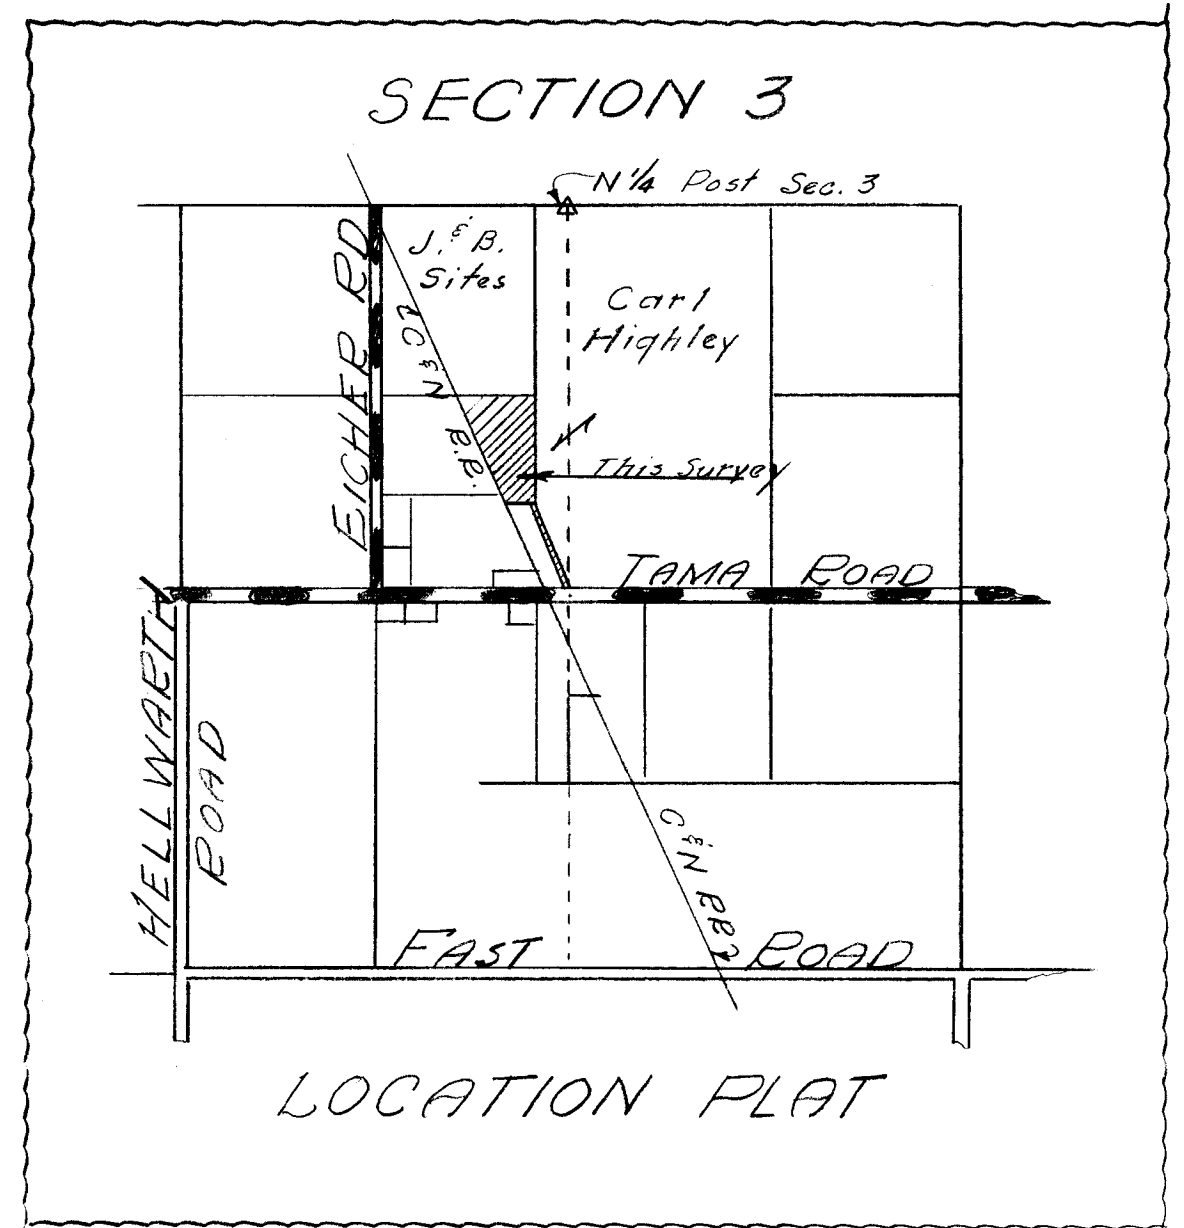 SECTION 3
N 1/4 Post Sec. 3
J. & B.
Sites
Carl
Highley
EICHER RD
N & C
R.R.
This Survey
TAMA ROAD
HELLWARTH
ROAD
C & N RR
FAST ROAD
LOCATION PLAT